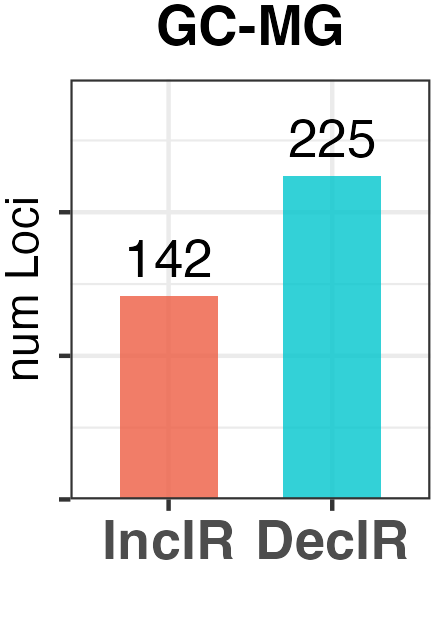 GC-MG
225
142
num Loci
IncIR DecIR